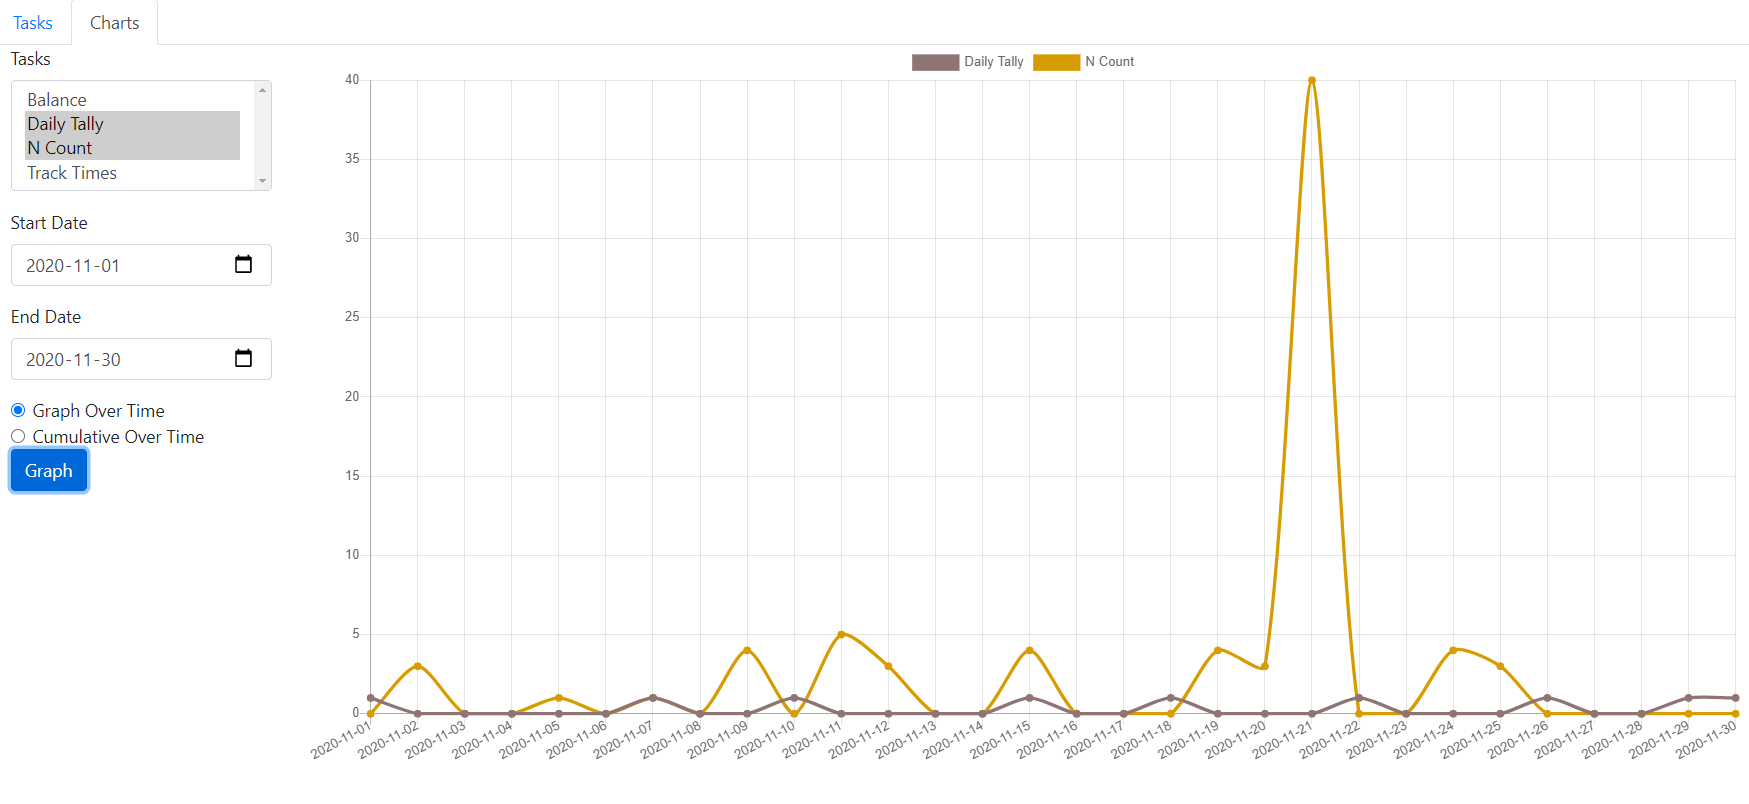 Tasks
Charts
Tasks
Balance
Daily Tally
N Count
Track Times
Start Date
2020-11-01
End Date
2020-11-30
Graph Over Time
Cumulative Over Time
Graph
Daily Tally
N Count
40
35
30
25
20
15
10
5
0
2020-11-01
2020-11-02
2020-11-03
2020-11-04
2020-11-05
2020-11-06
2020-11-07
2020-11-08
2020-11-09
2020-11-10
2020-11-11
2020-11-12
2020-11-13
2020-11-14
2020-11-15
2020-11-16
2020-11-17
2020-11-18
2020-11-19
2020-11-20
2020-11-21
2020-11-22
2020-11-23
2020-11-24
2020-11-25
2020-11-26
2020-11-27
2020-11-28
2020-11-29
2020-11-30